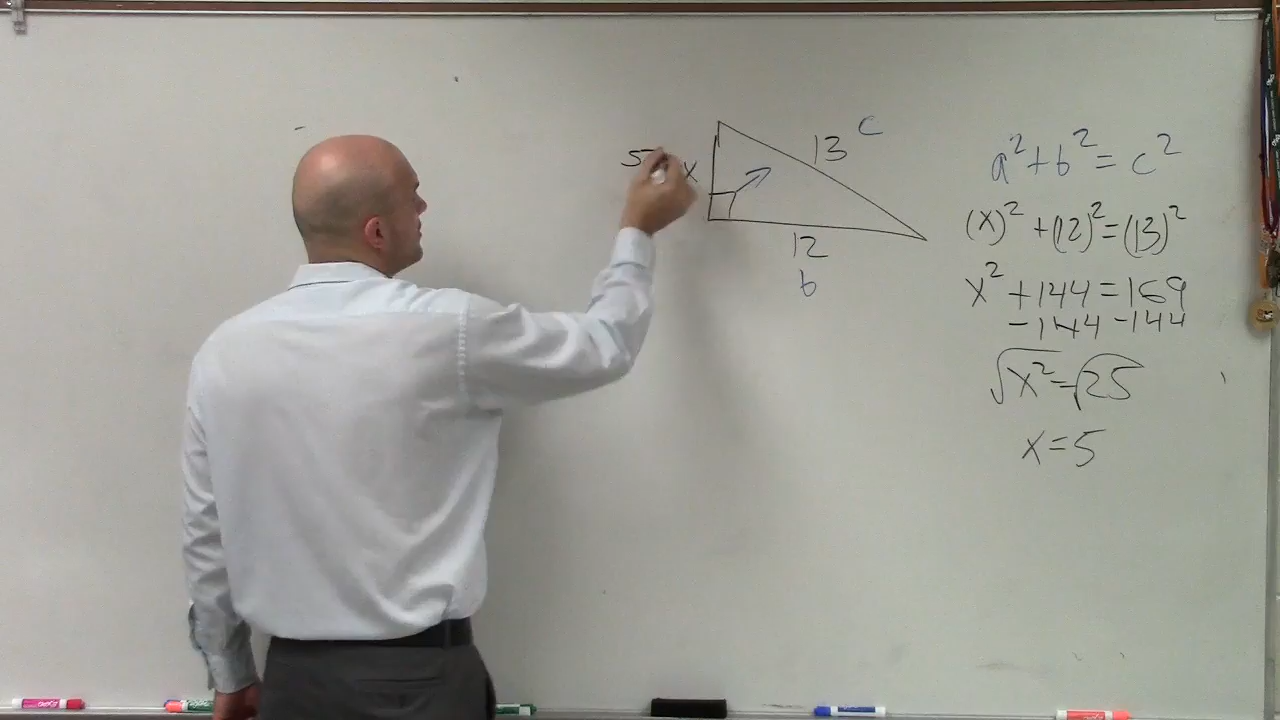 13 c
5 x
12
b
a² + b² = c²
(x)² + (12)² = (13)²
x² + 144 = 169
-144 -144
√x² = √25
x = 5